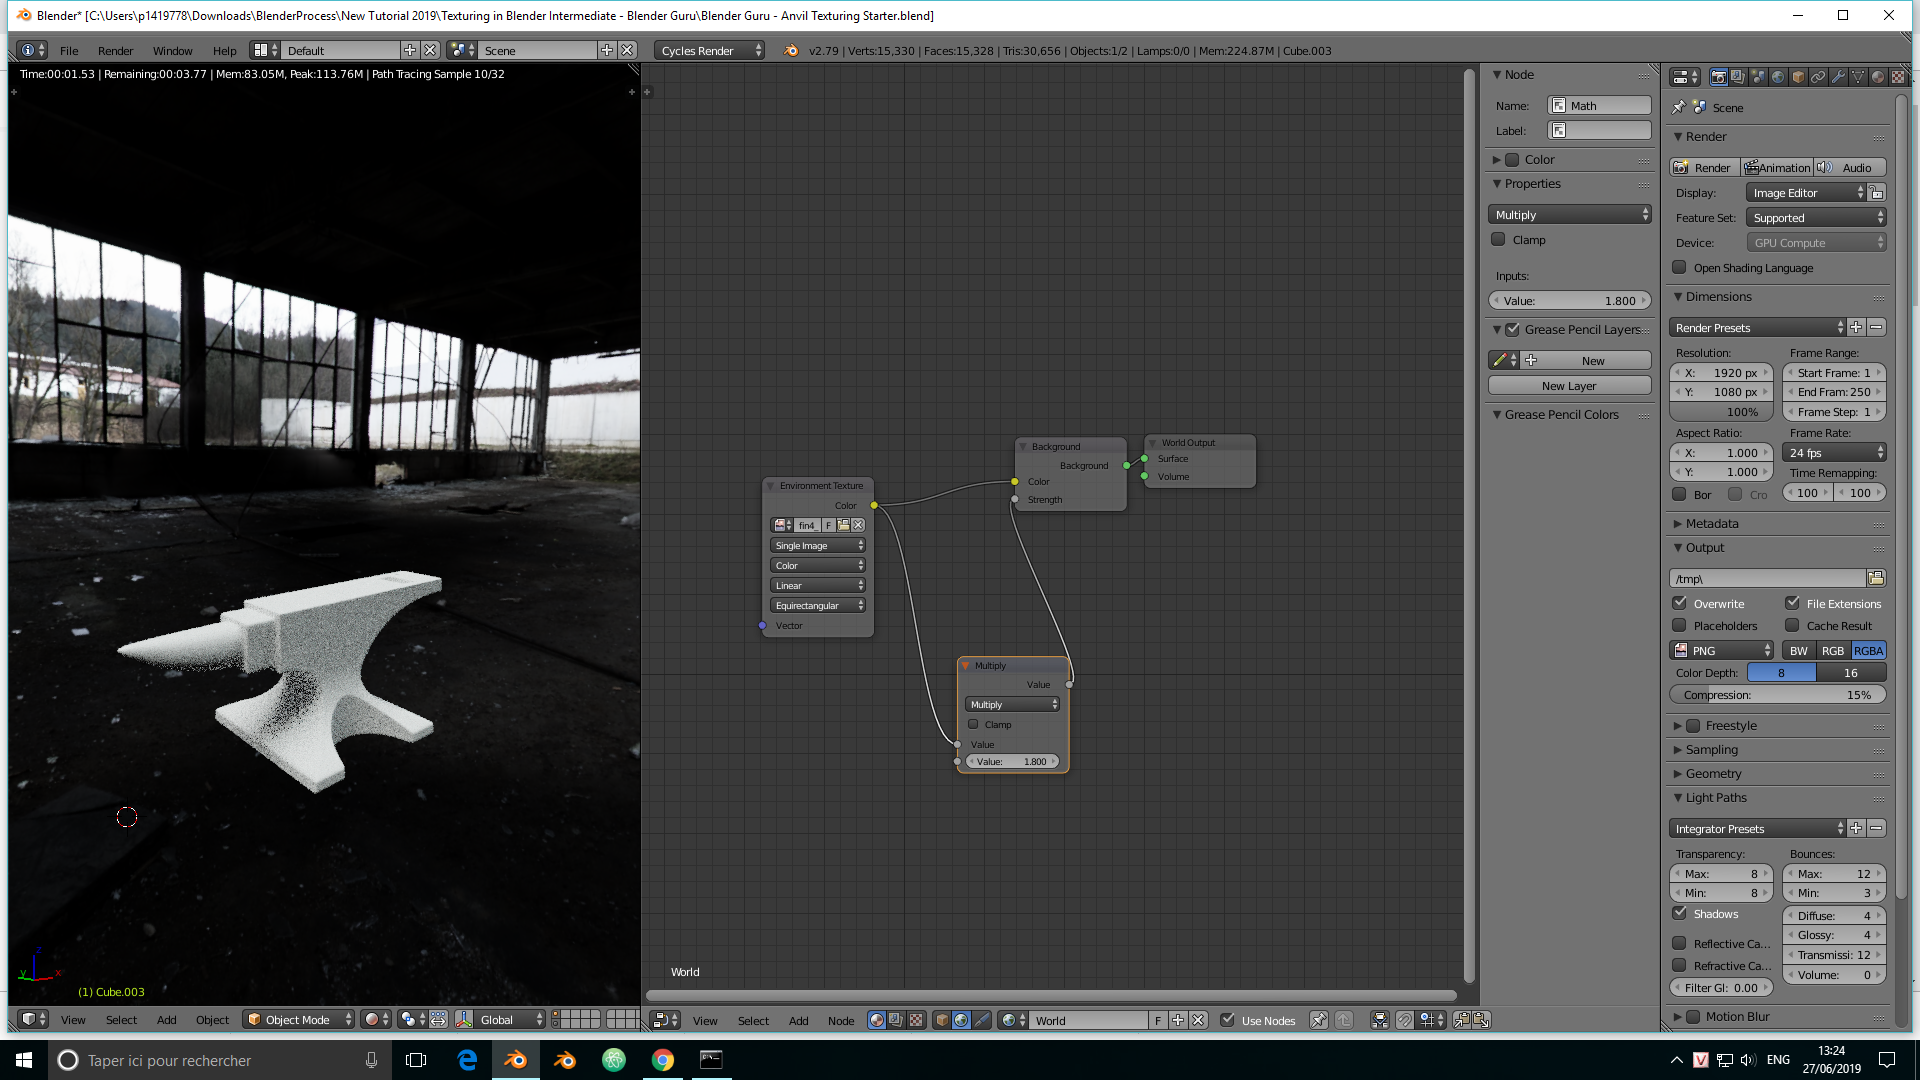 Blender* [C:\Users\p1419778\Downloads\BlenderProcess\New Tutorial 2019\Texturing in Blender Intermediate - Blender Guru\Blender Guru - Anvil Texturing Starter.blend]
File Render Window Help Default Scene Cycles Render v2.79 | Verts:15,330 | Faces:15,328 | Tris:30,656 | Objects:1/2 | Lamps:0/0 | Mem:224.87M | Cube.003
Time:00:01.53 | Remaining:00:03.77 | Mem:83.05M, Peak:113.76M | Path Tracing Sample 10/32
z
y
x
(1) Cube.003
View Select Add Object Object Mode Global
Environment Texture
Color
fin4_ F
Single Image
Color
Linear
Equirectangular
Vector
Background
Background
Color
Strength
World Output
Surface
Volume
Multiply
Value
Multiply
Clamp
Value
Value: 1.800
World
View Select Add Node World F Use Nodes
Node
Name: Math
Label:
Color
Properties
Multiply
Clamp
Inputs:
Value: 1.800
Grease Pencil Layers
New
New Layer
Grease Pencil Colors
Scene
Render
Render Animation Audio
Display: Image Editor
Feature Set: Supported
Device: GPU Compute
Open Shading Language
Dimensions
Render Presets
Resolution: Frame Range:
X: 1920 px Start Frame: 1
Y: 1080 px End Fram: 250
100% Frame Step: 1
Aspect Ratio: Frame Rate:
X: 1.000 24 fps
Y: 1.000 Time Remapping:
Bor Cro 100 100
Metadata
Output
/tmp\
Overwrite File Extensions
Placeholders Cache Result
PNG BW RGB RGBA
Color Depth: 8 16
Compression: 15%
Freestyle
Sampling
Geometry
Light Paths
Integrator Presets
Transparency: Bounces:
Max: 8 Max: 12
Min: 8 Min: 3
Shadows Diffuse: 4
Glossy: 4
Reflective Ca... Transmissi: 12
Refractive Ca... Volume: 0
Filter Gl: 0.00
Motion Blur
Taper ici pour rechercher
ENG
13:24
27/06/2019